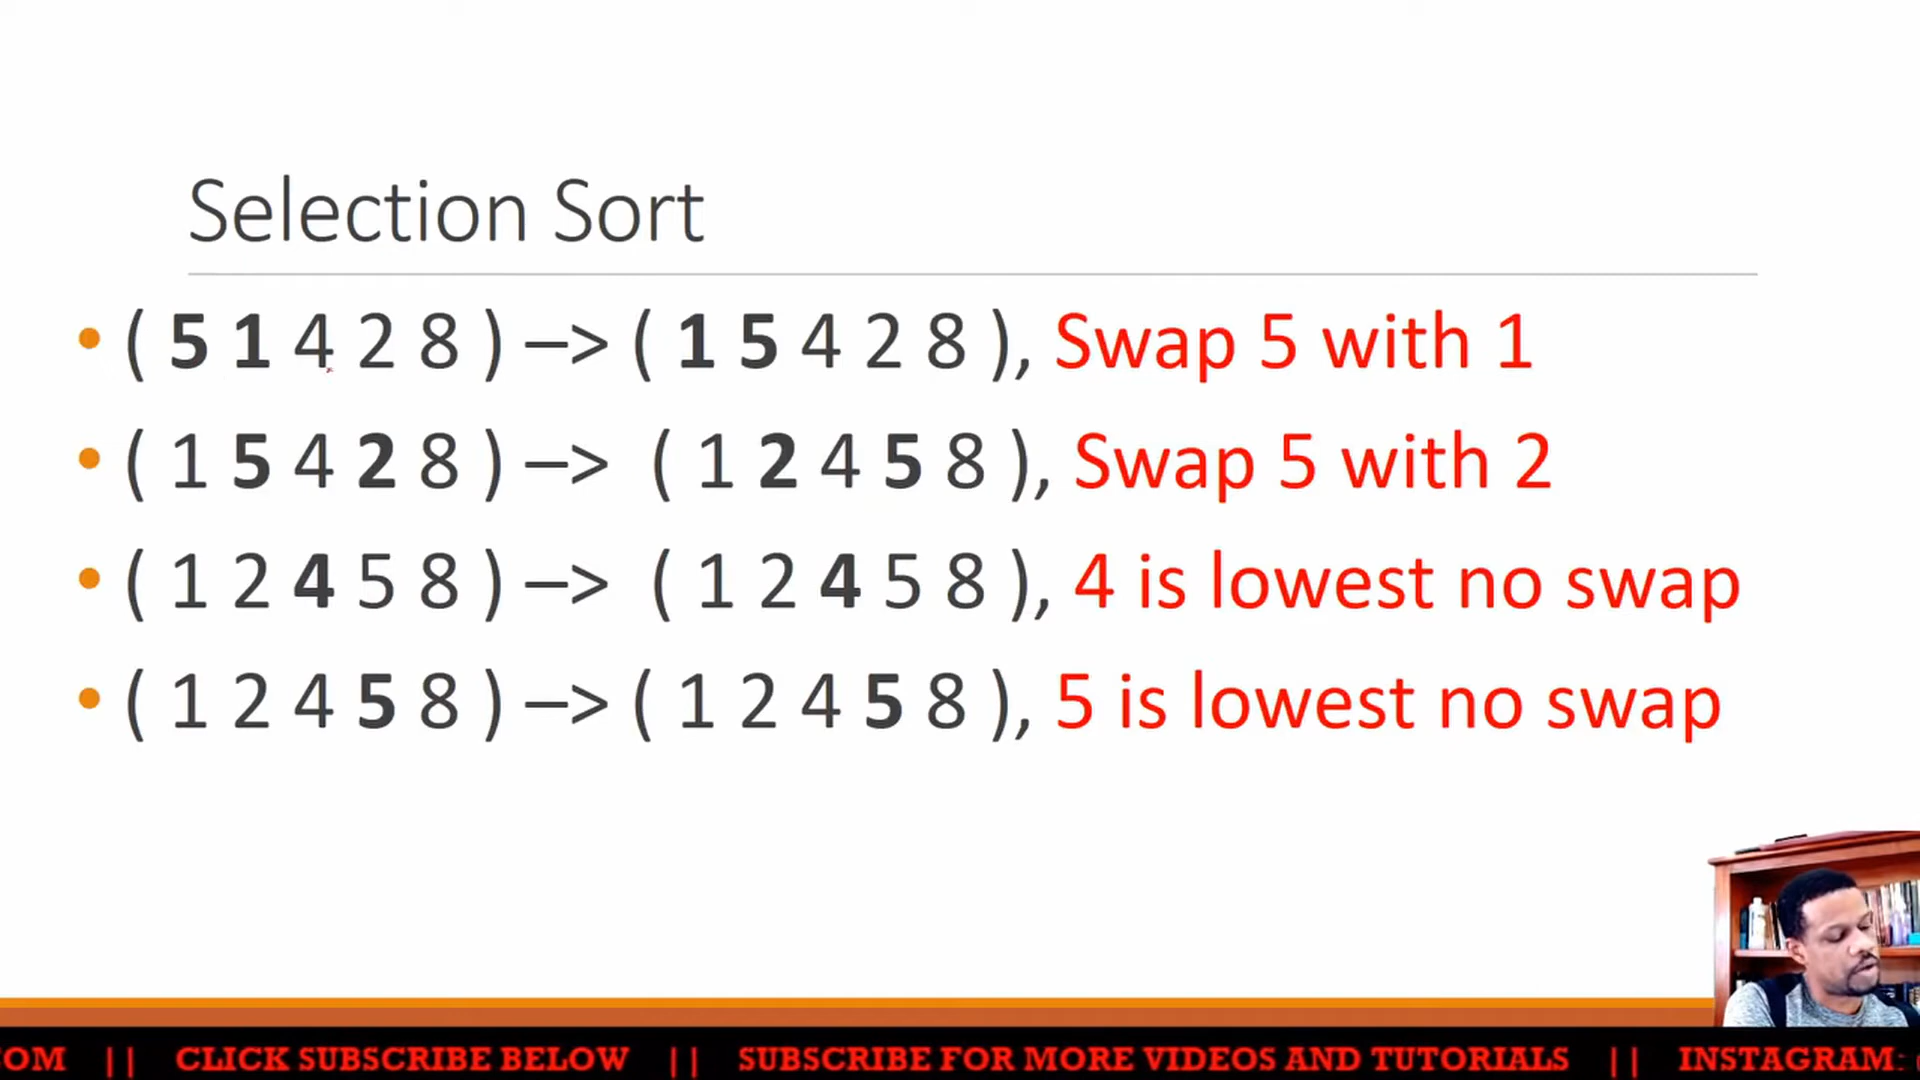 Selection Sort
• ( 5 1 4 2 8 ) –> ( 1 5 4 2 8 ), Swap 5 with 1
• ( 1 5 4 2 8 ) –> ( 1 2 4 5 8 ), Swap 5 with 2
• ( 1 2 4 5 8 ) –> ( 1 2 4 5 8 ), 4 is lowest no swap
• ( 1 2 4 5 8 ) –> ( 1 2 4 5 8 ), 5 is lowest no swap
COM || CLICK SUBSCRIBE BELOW || SUBSCRIBE FOR MORE VIDEOS AND TUTORIALS || INSTAGRAM: